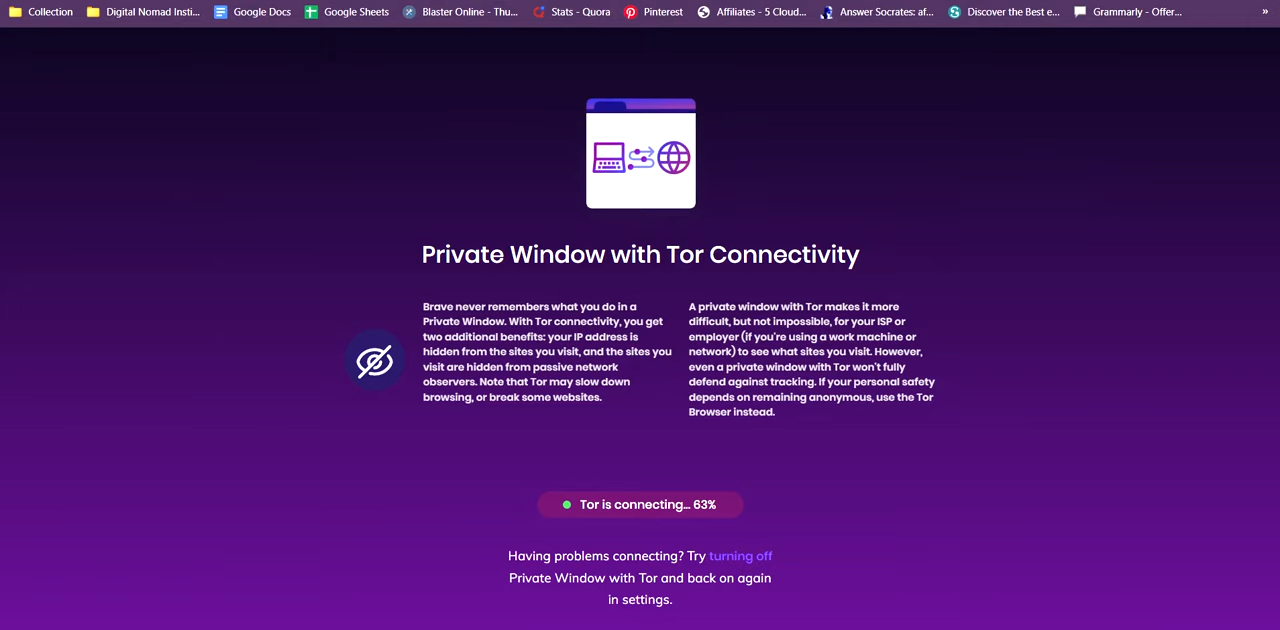 Collection Digital Nomad Insti... Google Docs Google Sheets Blaster Online - Thu... Stats - Quora Pinterest Affiliates - 5 Cloud... Answer Socrates: af... Discover the Best e... Grammarly - Offer... »
Private Window with Tor Connectivity
Brave never remembers what you do in a
Private Window. With Tor connectivity, you get
two additional benefits: your IP address is
hidden from the sites you visit, and the sites you
visit are hidden from passive network
observers. Note that Tor may slow down
browsing, or break some websites.
A private window with Tor makes it more
difficult, but not impossible, for your ISP or
employer (if you're using a work machine or
network) to see what sites you visit. However,
even a private window with Tor won't fully
defend against tracking. If your personal safety
depends on remaining anonymous, use the Tor
Browser instead.
Tor is connecting... 63%
Having problems connecting? Try turning off
Private Window with Tor and back on again
in settings.